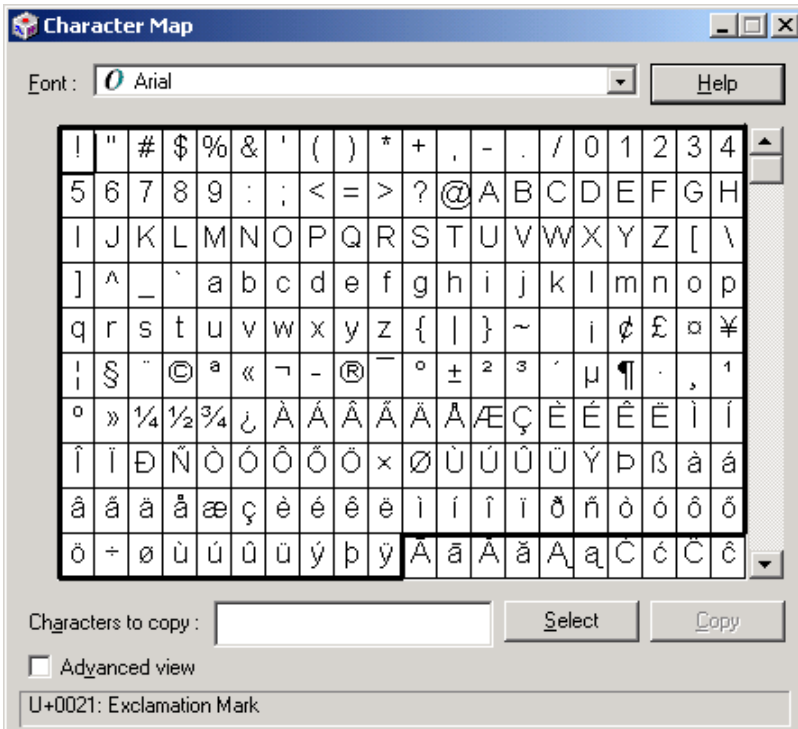 Character Map
Font : O Arial Help
! " # $ % & ' ( ) * + , - . / 0 1 2 3 4
5 6 7 8 9 : ; < = > ? @ A B C D E F G H
I J K L M N O P Q R S T U V W X Y Z [ \
] ^ _ ` a b c d e f g h i j k l m n o p
q r s t u v w x y z { | } ~ ¡ ¢ £ ¤ ¥
¦ § ¨ © ª « ¬ - ® ¯ ° ± ² ³ ´ µ ¶ · ¸ ¹
º » ¼ ½ ¾ ¿ À Á Â Ã Ä Å Æ Ç È É Ê Ë Ì Í
Î Ï Ð Ñ Ò Ó Ô Õ Ö × Ø Ù Ú Û Ü Ý Þ ß à á
â ã ä å æ ç è é ê ë ì í î ï ð ñ ò ó ô õ
ö ÷ ø ù ú û ü ý þ ÿ Ā ā Ă ă Ą ą Ć ć Ĉ ĉ
Characters to copy : Select Copy
Advanced view
U+0021: Exclamation Mark